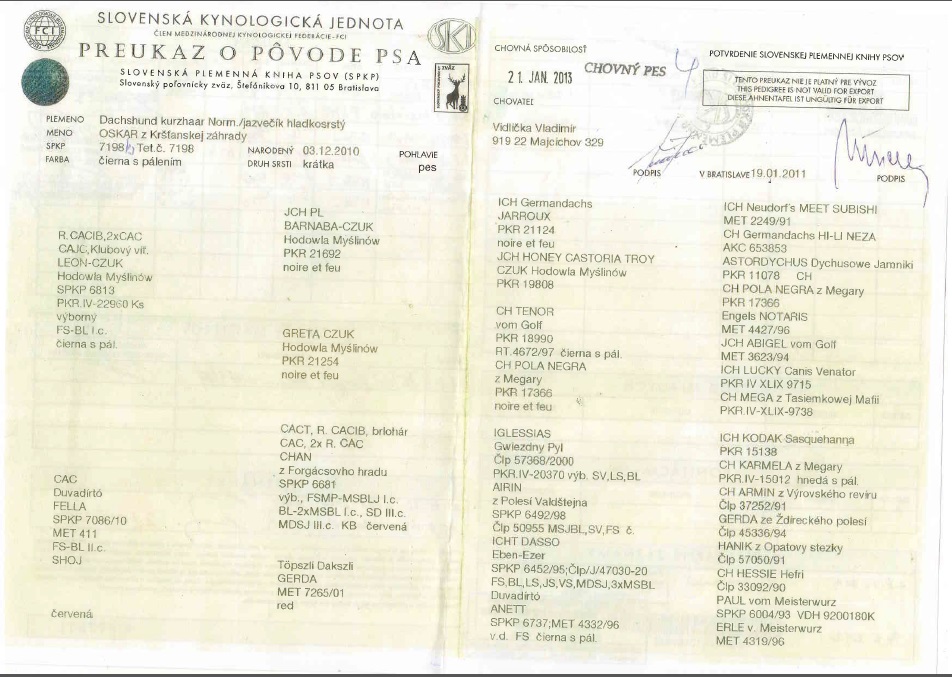 SLOVENSKÁ KYNOLOGICKÁ JEDNOTA
ČLEN MEDZINÁRODNEJ KYNOLOGICKEJ FEDERÁCIE - FCI
PREUKAZ O PÔVODE PSA
SLOVENSKÁ PLEMENNÁ KNIHA PSOV (SPKP)
Slovenský poľovnícky zväz, Štefánikova 10, 811 05 Bratislava
FCI
SKJ
PLEMENO Dachshund kurzhaar Norm./jazvečík hladkosrstý
MENO OSKAR z Kršťanskej záhrady
SPKP 7198 Tet.č. 7198 NARODENÝ 03.12.2010 POHLAVIE
FARBA čierna s pálením DRUH SRSTI krátka pes
CHOVNÁ SPÔSOBILOSŤ
21. JAN. 2013 CHOVNÝ PES
CHOVATEĽ
Vidlička Vladimír
919 22 Majcichov 329
PODPIS
POTVRDENIE SLOVENSKEJ PLEMENNEJ KNIHY PSOV
TENTO PREUKAZ NIE JE PLATNÝ PRE VÝVOZ
THIS PEDIGREE IS NOT VALID FOR EXPORT
DIESE AHNENTAFEL IST UNGÜLTIG FÜR EXPORT
V BRATISLAVE 19.01.2011
PODPIS
R.CACIB,2xCAC
CAJC,Klubový víť.
LEON-CZUK
Hodowla Myślinów
SPKP 6813
PKR.IV-22960 Ks
výborný
FS-BL I.c.
čierna s pál.
CAC
Duvadírtó
FELLA
SPKP 7086/10
MET 411
FS-BL II.c.
SHOJ
červená
JCH PL
BARNABA-CZUK
Hodowla Myślinów
PKR 21692
noire et feu
GRETA CZUK
Hodowla Myślinów
PKR 21254
noire et feu
CACT, R. CACIB, brlohár
CAC, 2x R. CAC
CHAN
z Forgácsovho hradu
SPKP 6681
výb., FSMP-MSBLJ I.c.
BL-2xMSBL I.c., SD III.c.
MDSJ III.c. KB červená
Töpszli Dakszli
GERDA
MET 7265/01
red
ICH Germandachs
JARROUX
PKR 21124
noire et feu
JCH HONEY CASTORIA TROY
CZUK Hodowla Myślinów
PKR 19808
CH TENOR
vom Golf
PKR 18990
RT.4672/97 čierna s pál.
CH POLA NEGRA
z Megary
PKR 17366
noire et feu
IGLESSIAS
Gwiezdny Pyl
Člp 57368/2000
PKR.IV-20370 výb. SV,LS,BL
AIRIN
z Polesí Valdštejna
SPKP 6492/98
Člp 50955 MSJBL,SV,FS č.
ICHT DASSO
Eben-Ezer
SPKP 6452/95;Člp/J/47030-20
FS,BL,LS,JS,VS,MDSJ,3xMSBL
Duvadírtó
ANETT
SPKP 6737;MET 4332/96
v.d. FS čierna s pál.
ICH Neudorf's MEET SUBISHI
MET 2249/91
CH Germandachs HI-LI NEZA
AKC 653853
ASTORDYCHUS Dychusowe Jamniki
PKR 11078 CH
CH POLA NEGRA z Megary
PKR 17366
Engels NOTARIS
MET 4427/96
JCH ABIGEL vom Golf
MET 3623/94
ICH LUCKY Canis Venator
PKR IV XLIX 9715
CH MEGA z Tasiemkowej Mafii
PKR.IV-XLIX-9738
ICH KODAK Sasquehanna
PKR 15138
CH KARMELA z Megary
PKR.IV-15012 hnedá s pál.
CH ARMIN z Výrovského revíru
Člp 37252/91
GERDA ze Ždíreckého polesí
Člp 45336/94
HANIK z Opatovy stezky
Člp 57050/91
CH HESSIE Hefri
Člp 33092/90
PAUL vom Meisterwurz
SPKP 6004/93 VDH 9200180K
ERLE v. Meisterwurz
MET 4319/96